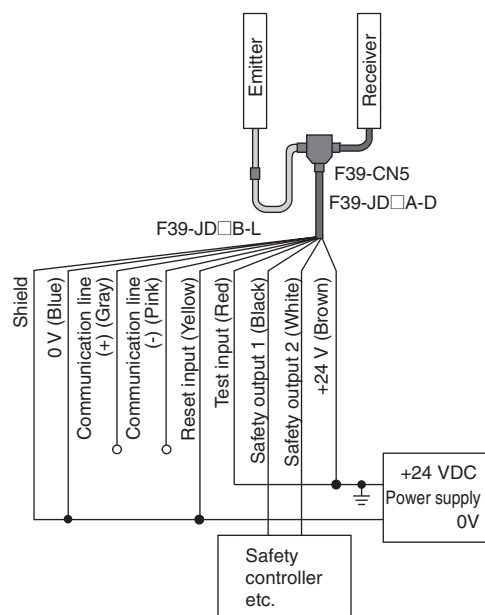 Emitter
Receiver
F39-CN5
F39-JD□A-D
F39-JD□B-L
Shield
0 V (Blue)
Communication line
(+) (Gray)
Communication line
(-) (Pink)
Reset input (Yellow)
Test input (Red)
Safety output 1 (Black)
Safety output 2 (White)
+24 V (Brown)
+24 VDC
Power supply
0V
Safety
controller
etc.